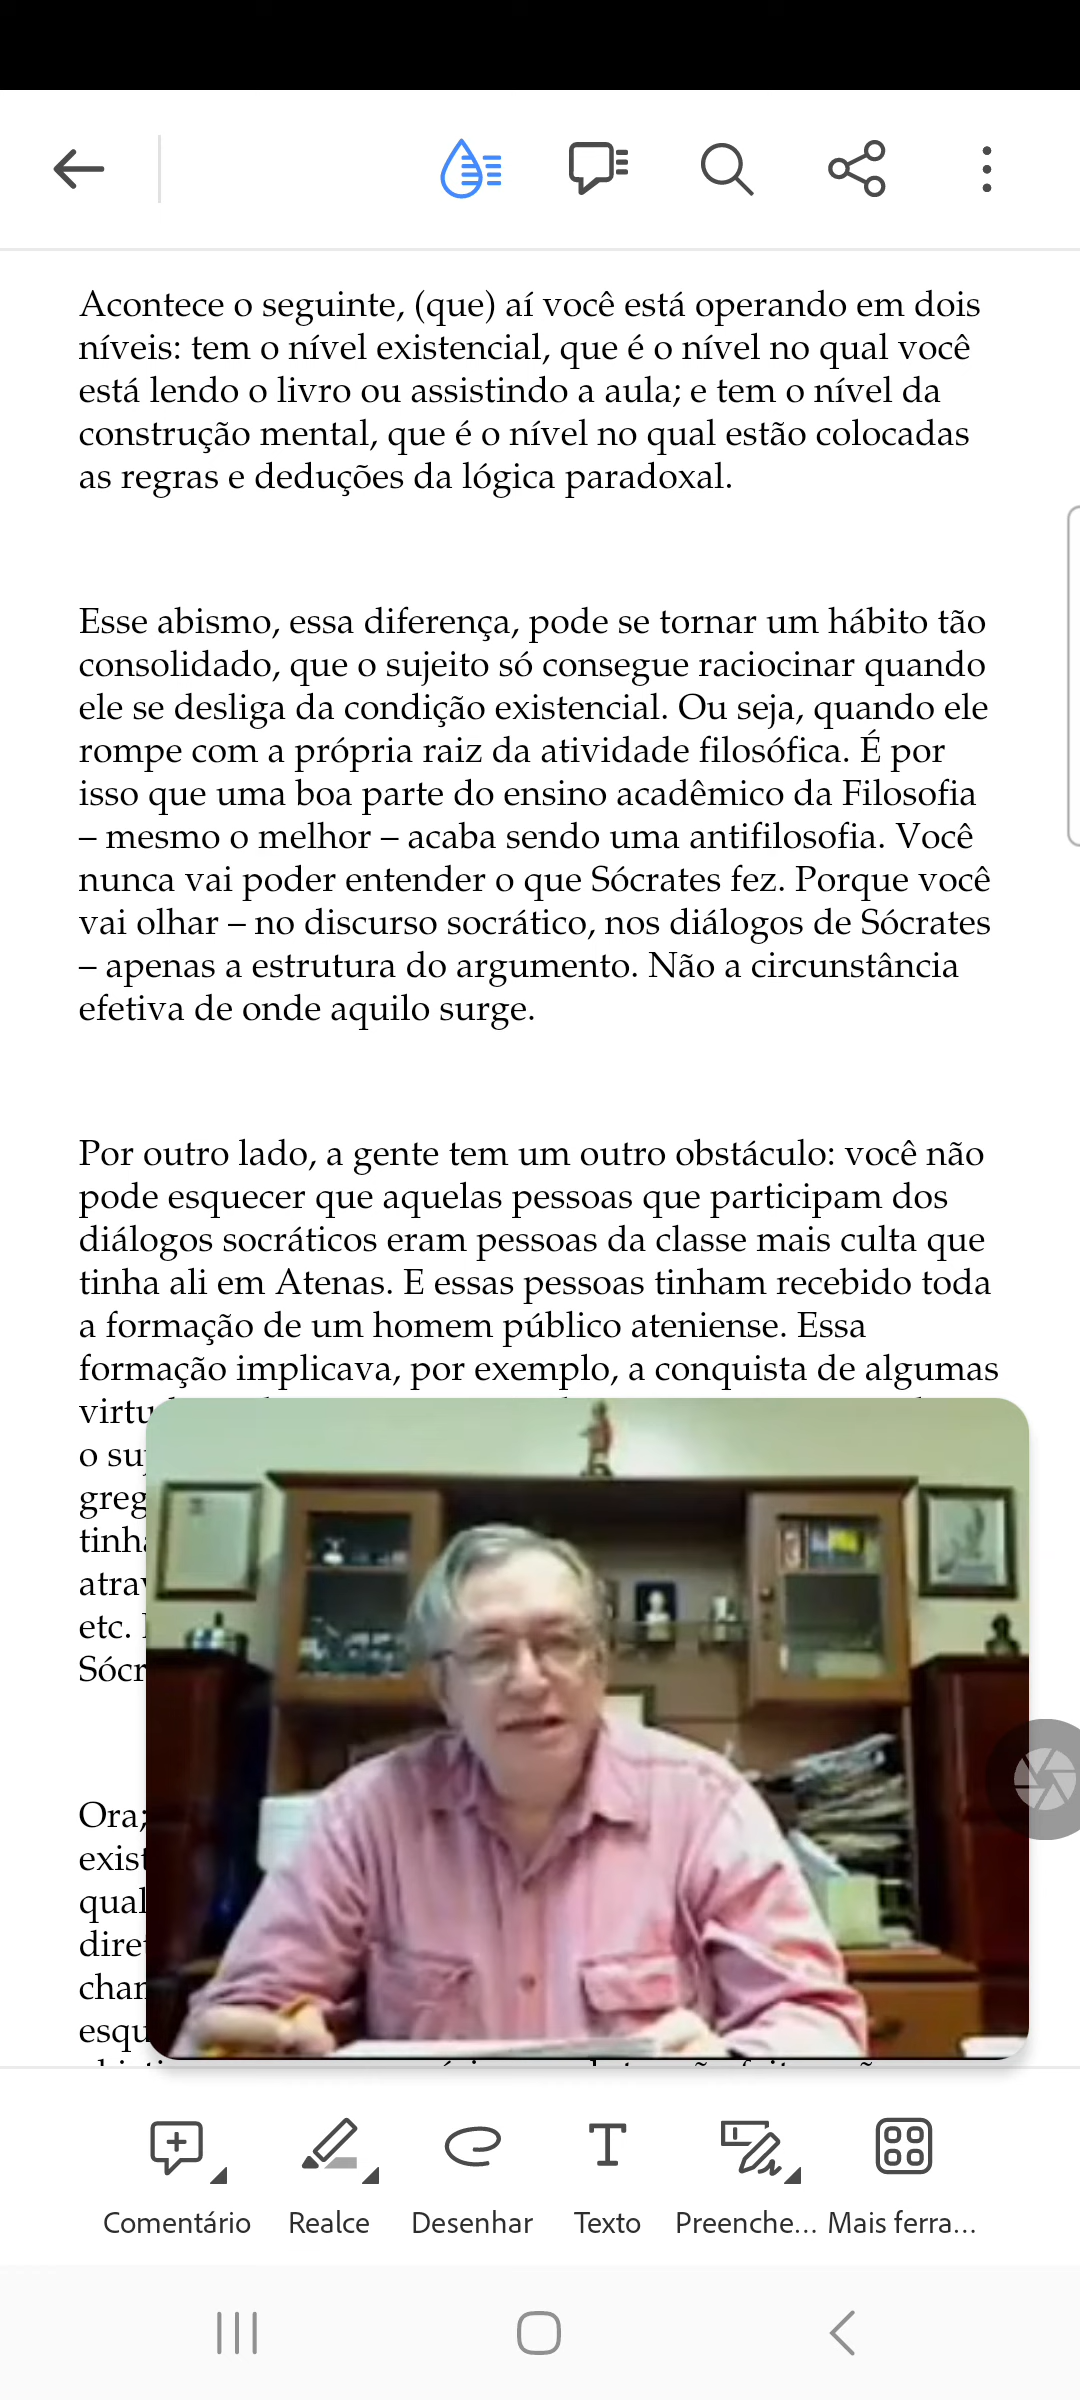 Acontece o seguinte, (que) aí você está operando em dois
níveis: tem o nível existencial, que é o nível no qual você
está lendo o livro ou assistindo a aula; e tem o nível da
construção mental, que é o nível no qual estão colocadas
as regras e deduções da lógica paradoxal.
Esse abismo, essa diferença, pode se tornar um hábito tão
consolidado, que o sujeito só consegue raciocinar quando
ele se desliga da condição existencial. Ou seja, quando ele
rompe com a própria raiz da atividade filosófica. É por
isso que uma boa parte do ensino acadêmico da Filosofia
– mesmo o melhor – acaba sendo uma antifilosofia. Você
nunca vai poder entender o que Sócrates fez. Porque você
vai olhar – no discurso socrático, nos diálogos de Sócrates
– apenas a estrutura do argumento. Não a circunstância
efetiva de onde aquilo surge.
Por outro lado, a gente tem um outro obstáculo: você não
pode esquecer que aquelas pessoas que participam dos
diálogos socráticos eram pessoas da classe mais culta que
tinha ali em Atenas. E essas pessoas tinham recebido toda
a formação de um homem público ateniense. Essa
formação implicava, por exemplo, a conquista de algumas
o
etc.
Ora;
Comentário
Realce
Desenhar
Texto
Preenche...
Mais ferra...